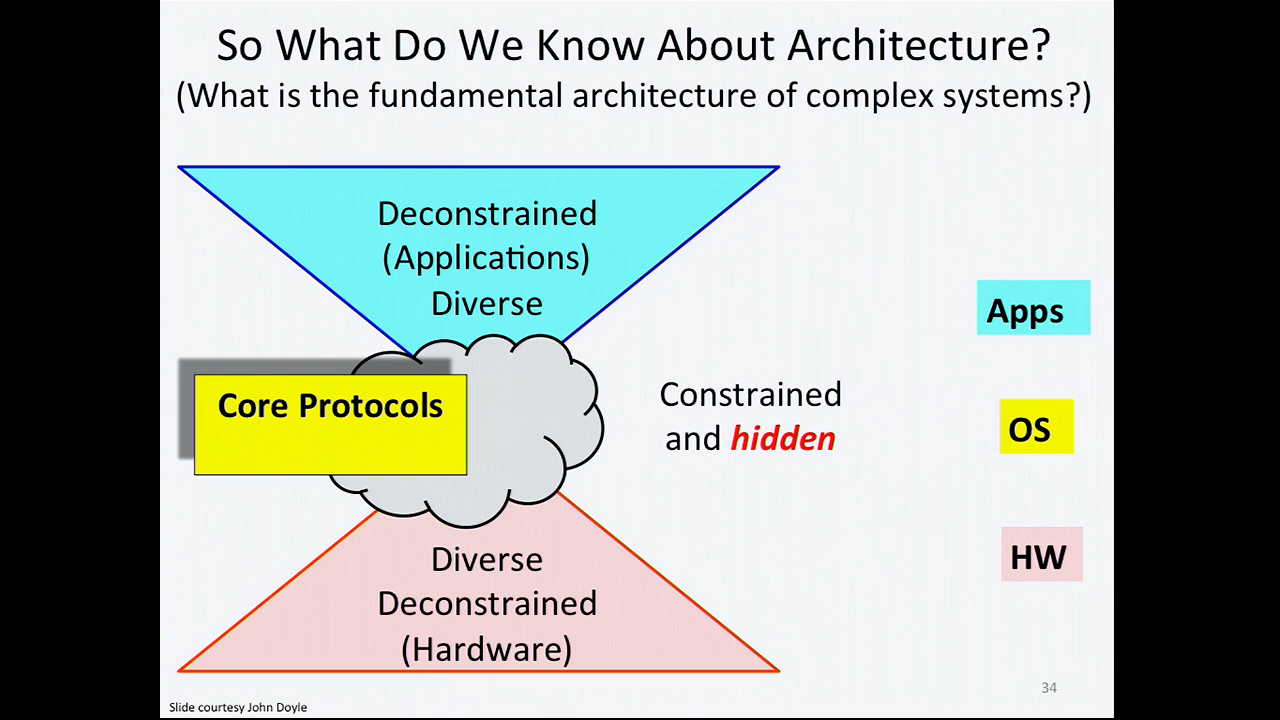 So What Do We Know About Architecture?
(What is the fundamental architecture of complex systems?)
Deconstrained
(Applications)
Diverse
Apps
Core Protocols
Constrained
and hidden
OS
Diverse
Deconstrained
(Hardware)
HW
34
Slide courtesy John Doyle